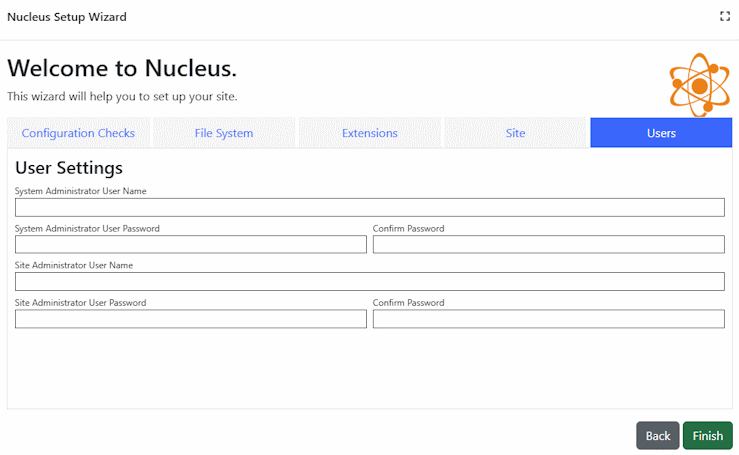 Nucleus Setup Wizard
Welcome to Nucleus.
This wizard will help you to set up your site.
Configuration Checks File System Extensions Site Users
User Settings
System Administrator User Name
System Administrator User Password Confirm Password
Site Administrator User Name
Site Administrator User Password Confirm Password
Back Finish